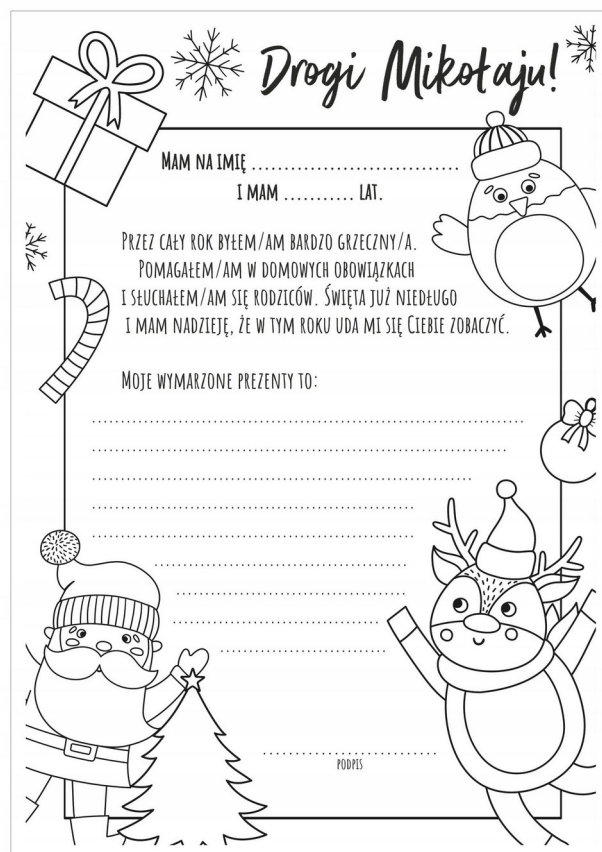 Drogi Mikołaju!
MAM NA IMIĘ ................................
I MAM ........... LAT.
PRZEZ CAŁY ROK BYŁEM/AM BARDZO GRZECZNY/A.
POMAGAŁEM/AM W DOMOWYCH OBOWIĄZKACH
I SŁUCHAŁEM/AM SIĘ RODZICÓW. ŚWIĘTA JUŻ NIEDŁUGO
I MAM NADZIEJĘ, ŻE W TYM ROKU UDA MI SIĘ CIEBIE ZOBACZYĆ.
MOJE WYMARZONE PREZENTY TO:
PODPIS